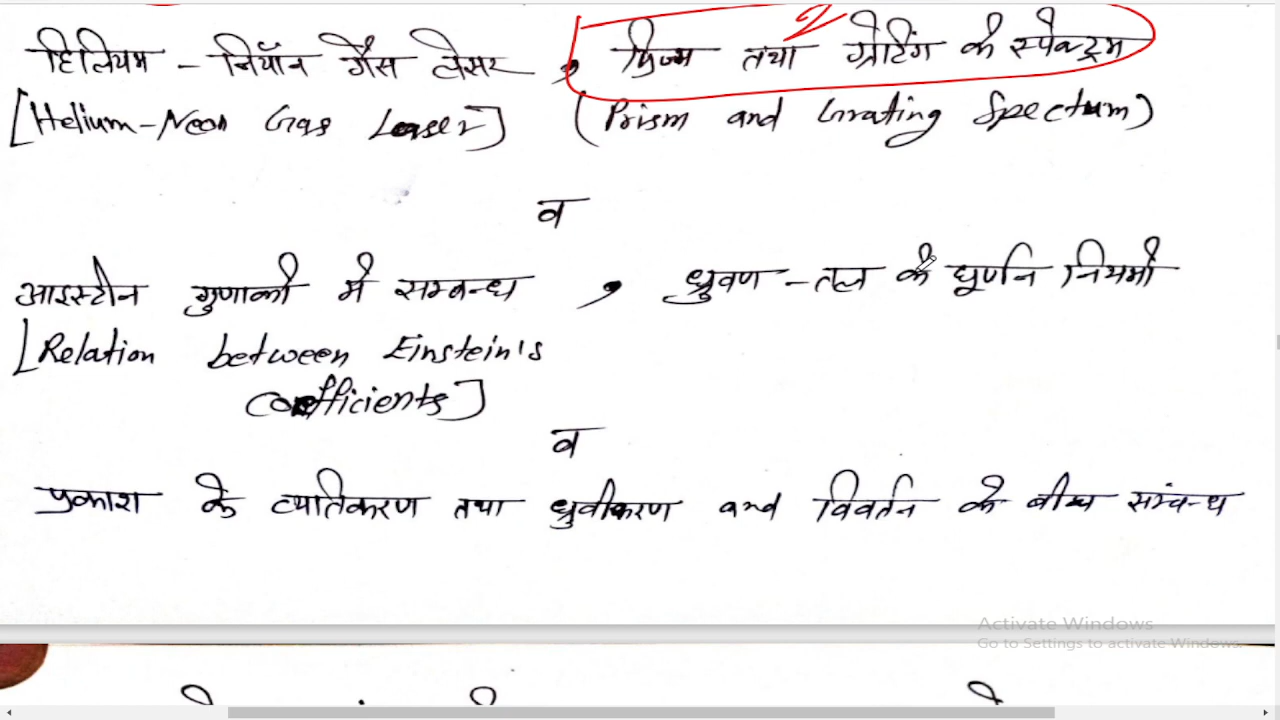 हिलियम - नियॉन गैस लेसर , प्रिज्म तथा ग्रेटिंग के स्पेक्ट्रम
[Helium-Neon Gas Laser] (Prism and Grating Spectrum)
व
आइस्टीन गुणाकों में सम्बन्ध , ध्रुवण - तल के घूर्णन नियमों
[Relation between Einstein's
Coefficients]
व
प्रकाश के व्यतिकरण तथा ध्रुवीकरण and विवर्तन के बीच संम्वन्ध
Activate Windows
Go to Settings to activate Windows.